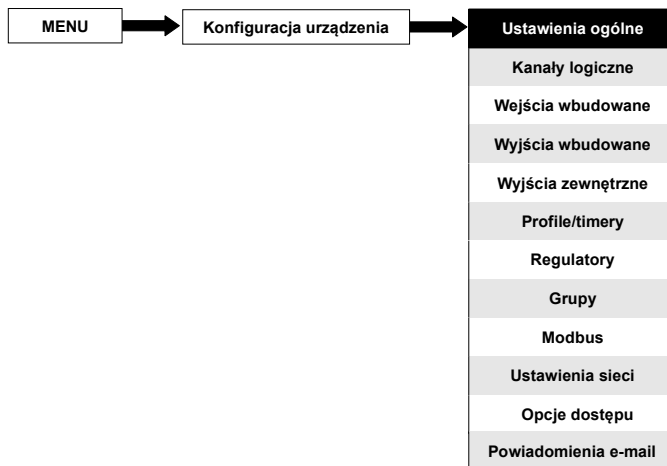 MENU
Konfiguracja urządzenia
Ustawienia ogólne
Kanały logiczne
Wejścia wbudowane
Wyjścia wbudowane
Wyjścia zewnętrzne
Profile/timery
Regulatory
Grupy
Modbus
Ustawienia sieci
Opcje dostępu
Powiadomienia e-mail